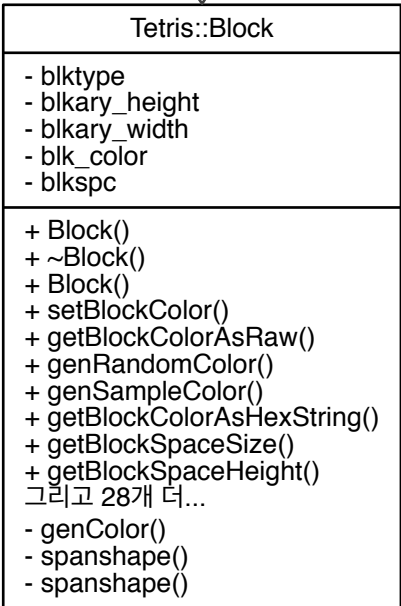 Tetris::Block
- blktype
- blkary_height
- blkary_width
- blk_color
- blkspc
+ Block()
+ ~Block()
+ Block()
+ setBlockColor()
+ getBlockColorAsRaw()
+ genRandomColor()
+ genSampleColor()
+ getBlockColorAsHexString()
+ getBlockSpaceSize()
+ getBlockSpaceHeight()
그리고 28개 더...
- genColor()
- spanshape()
- spanshape()